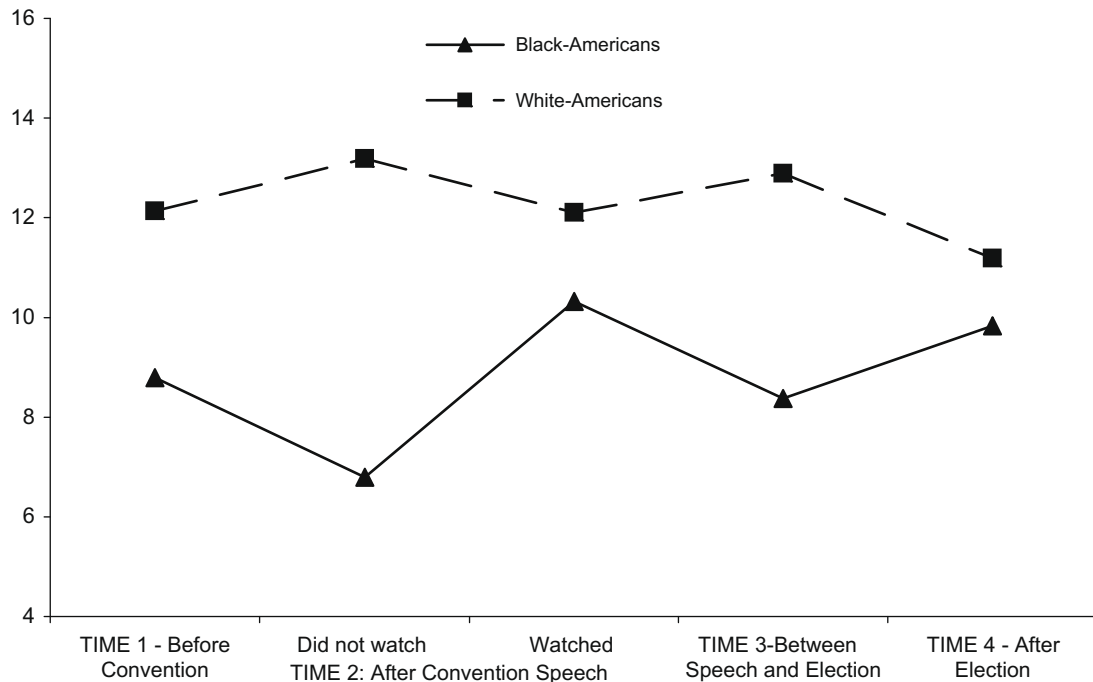 16
14
12
10
8
6
4
Black-Americans
White-Americans
TIME 1 - Before
Convention
Did not watch
Watched
TIME 2: After Convention Speech
TIME 3-Between
Speech and Election
TIME 4 - After
Election